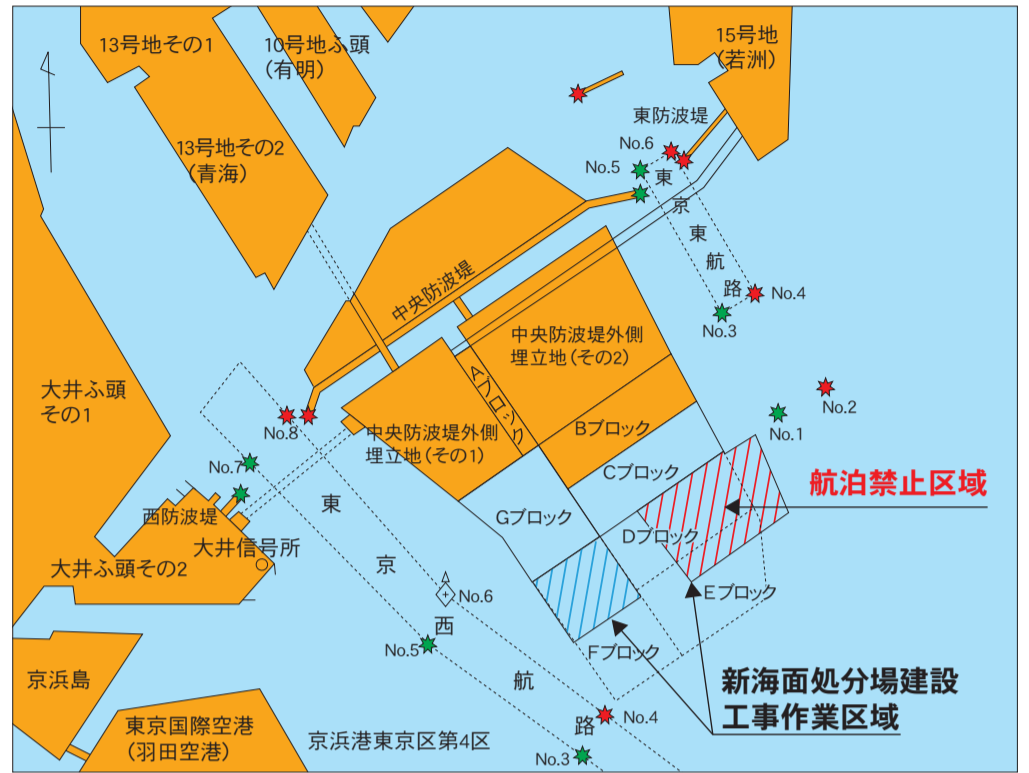 13号地その1
10号地ふ頭
(有明)
15号地
(若洲)
13号地その2
(青海)
東防波堤
No.6
No.5
東京東航路
No.4
No.3
中央防波堤
中央防波堤外側
埋立地(その2)
Aブロック
大井ふ頭
その1
No.2
No.1
No.8
中央防波堤外側
埋立地(その1)
Bブロック
Cブロック
航泊禁止区域
No.7
西防波堤
Gブロック
Dブロック
大井信号所
大井ふ頭その2
東京西航路
No.6
Eブロック
No.5
Fブロック
京浜島
新海面処分場建設
工事作業区域
東京国際空港
(羽田空港)
京浜港東京区第4区
No.4
No.3